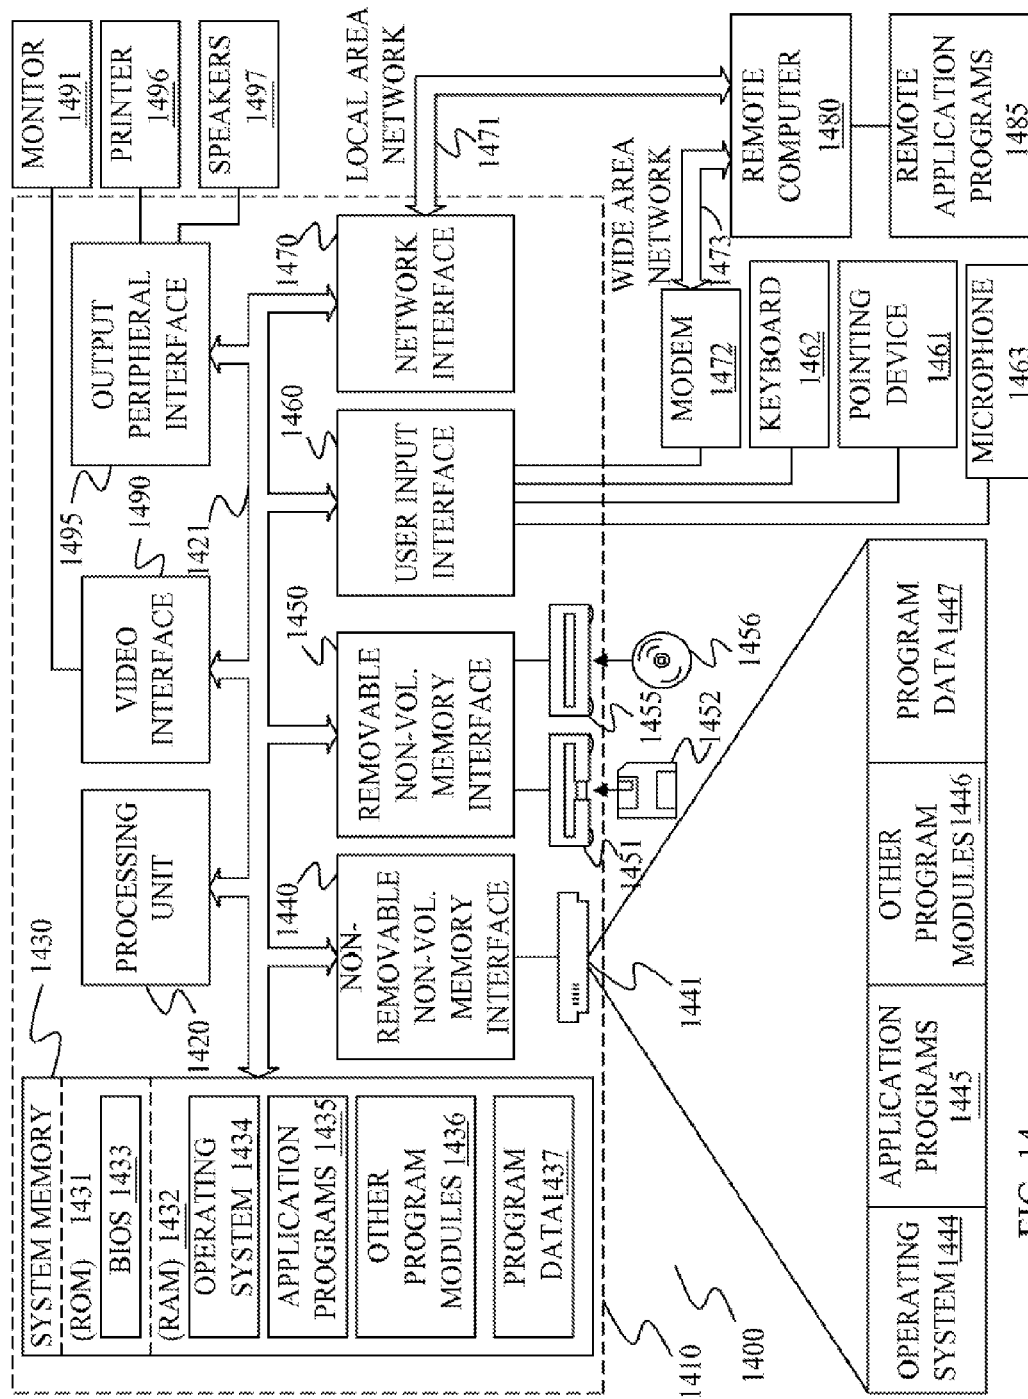 SYSTEM MEMORY
(ROM) 1431
BIOS 1433
(RAM) 1432
OPERATING
SYSTEM 1434
APPLICATION
PROGRAMS 1435
OTHER
PROGRAM
MODULES 1436
PROGRAM
DATA1437
1430
PROCESSING
UNIT
1420
VIDEO
INTERFACE
1490
1421
OUTPUT
PERIPHERAL
INTERFACE
1495
MONITOR
1491
PRINTER
1496
SPEAKERS
1497
NON-
REMOVABLE
NON-VOL.
MEMORY
INTERFACE
1440
REMOVABLE
NON-VOL.
MEMORY
INTERFACE
1450
USER INPUT
INTERFACE
1460
NETWORK
INTERFACE
1470
LOCAL AREA
NETWORK
1471
1441
1451
1452
1455
1456
WIDE AREA
NETWORK
1473
MODEM
1472
KEYBOARD
1462
POINTING
DEVICE
1461
MICROPHONE
1463
REMOTE
COMPUTER
1480
REMOTE
APPLICATION
PROGRAMS
1485
1410
1400
OPERATING
SYSTEM1444
APPLICATION
PROGRAMS
1445
OTHER
PROGRAM
MODULES1446
PROGRAM
DATA1447
FIG. 14